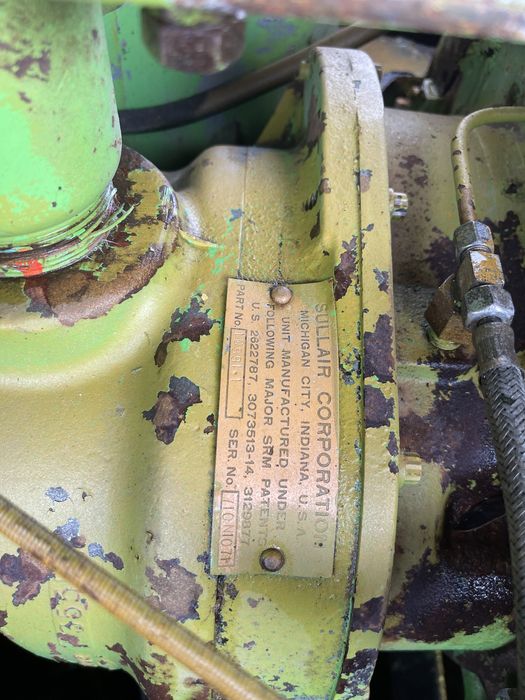 SULLAIR CORPORATION
MICHIGAN CITY, INDIANA, U.S.A.
UNIT MANUFACTURED UNDER
FOLLOWING MAJOR SRM PATENTS
U.S. 2622787, 3073513-14, 3129877
PART No. SER. No.